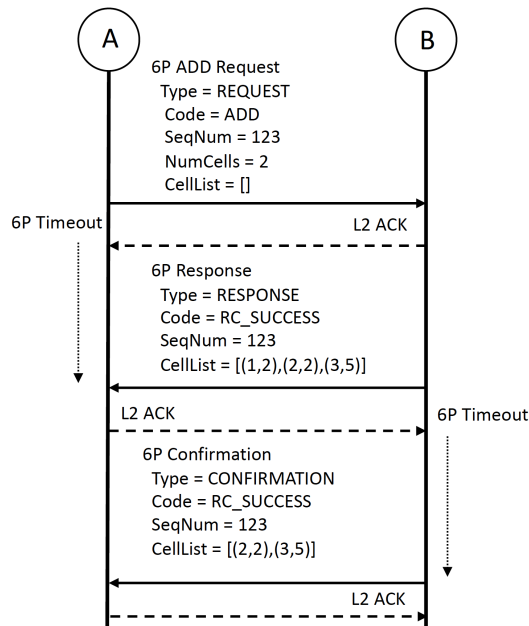 A
B
6P ADD Request
Type = REQUEST
Code = ADD
SeqNum = 123
NumCells = 2
CellList = []
6P Timeout
L2 ACK
6P Response
Type = RESPONSE
Code = RC_SUCCESS
SeqNum = 123
CellList = [(1,2),(2,2),(3,5)]
L2 ACK
6P Timeout
6P Confirmation
Type = CONFIRMATION
Code = RC_SUCCESS
SeqNum = 123
CellList = [(2,2),(3,5)]
L2 ACK